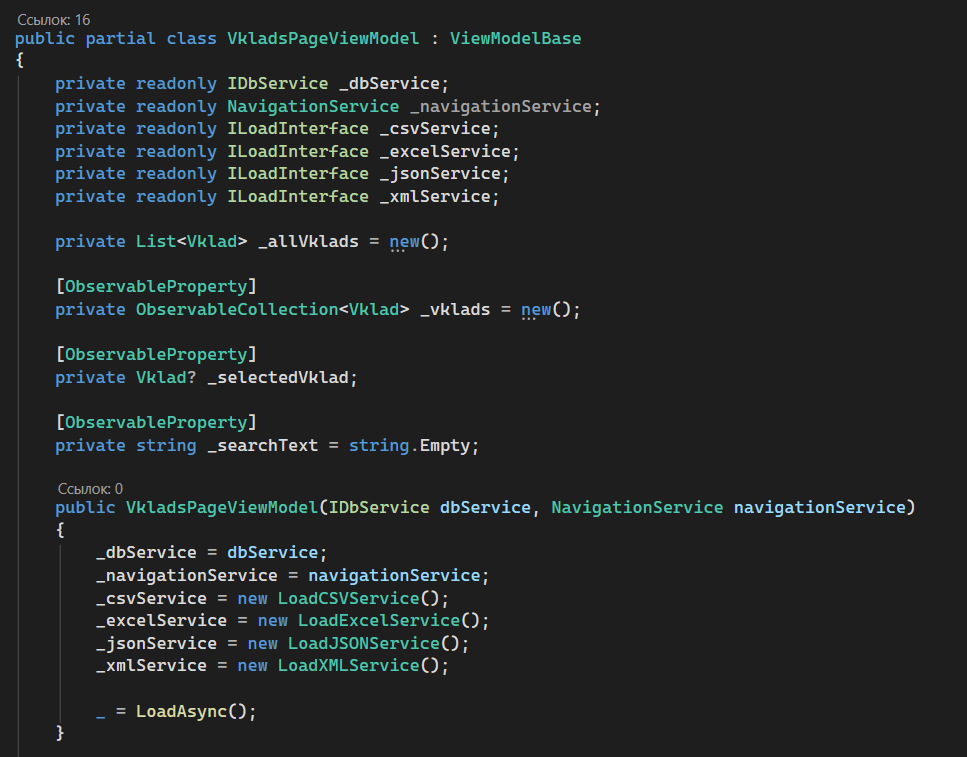 Ссылок: 16
public partial class VkladsPageViewModel : ViewModelBase
{
    private readonly IDbService _dbService;
    private readonly NavigationService _navigationService;
    private readonly ILoadInterface _csvService;
    private readonly ILoadInterface _excelService;
    private readonly ILoadInterface _jsonService;
    private readonly ILoadInterface _xmlService;

    private List<Vklad> _allVklads = new();

    [ObservableProperty]
    private ObservableCollection<Vklad> _vklads = new();

    [ObservableProperty]
    private Vklad? _selectedVklad;

    [ObservableProperty]
    private string _searchText = string.Empty;

    Ссылок: 0
    public VkladsPageViewModel(IDbService dbService, NavigationService navigationService)
    {
        _dbService = dbService;
        _navigationService = navigationService;
        _csvService = new LoadCSVService();
        _excelService = new LoadExcelService();
        _jsonService = new LoadJSONService();
        _xmlService = new LoadXMLService();

        _ = LoadAsync();
    }